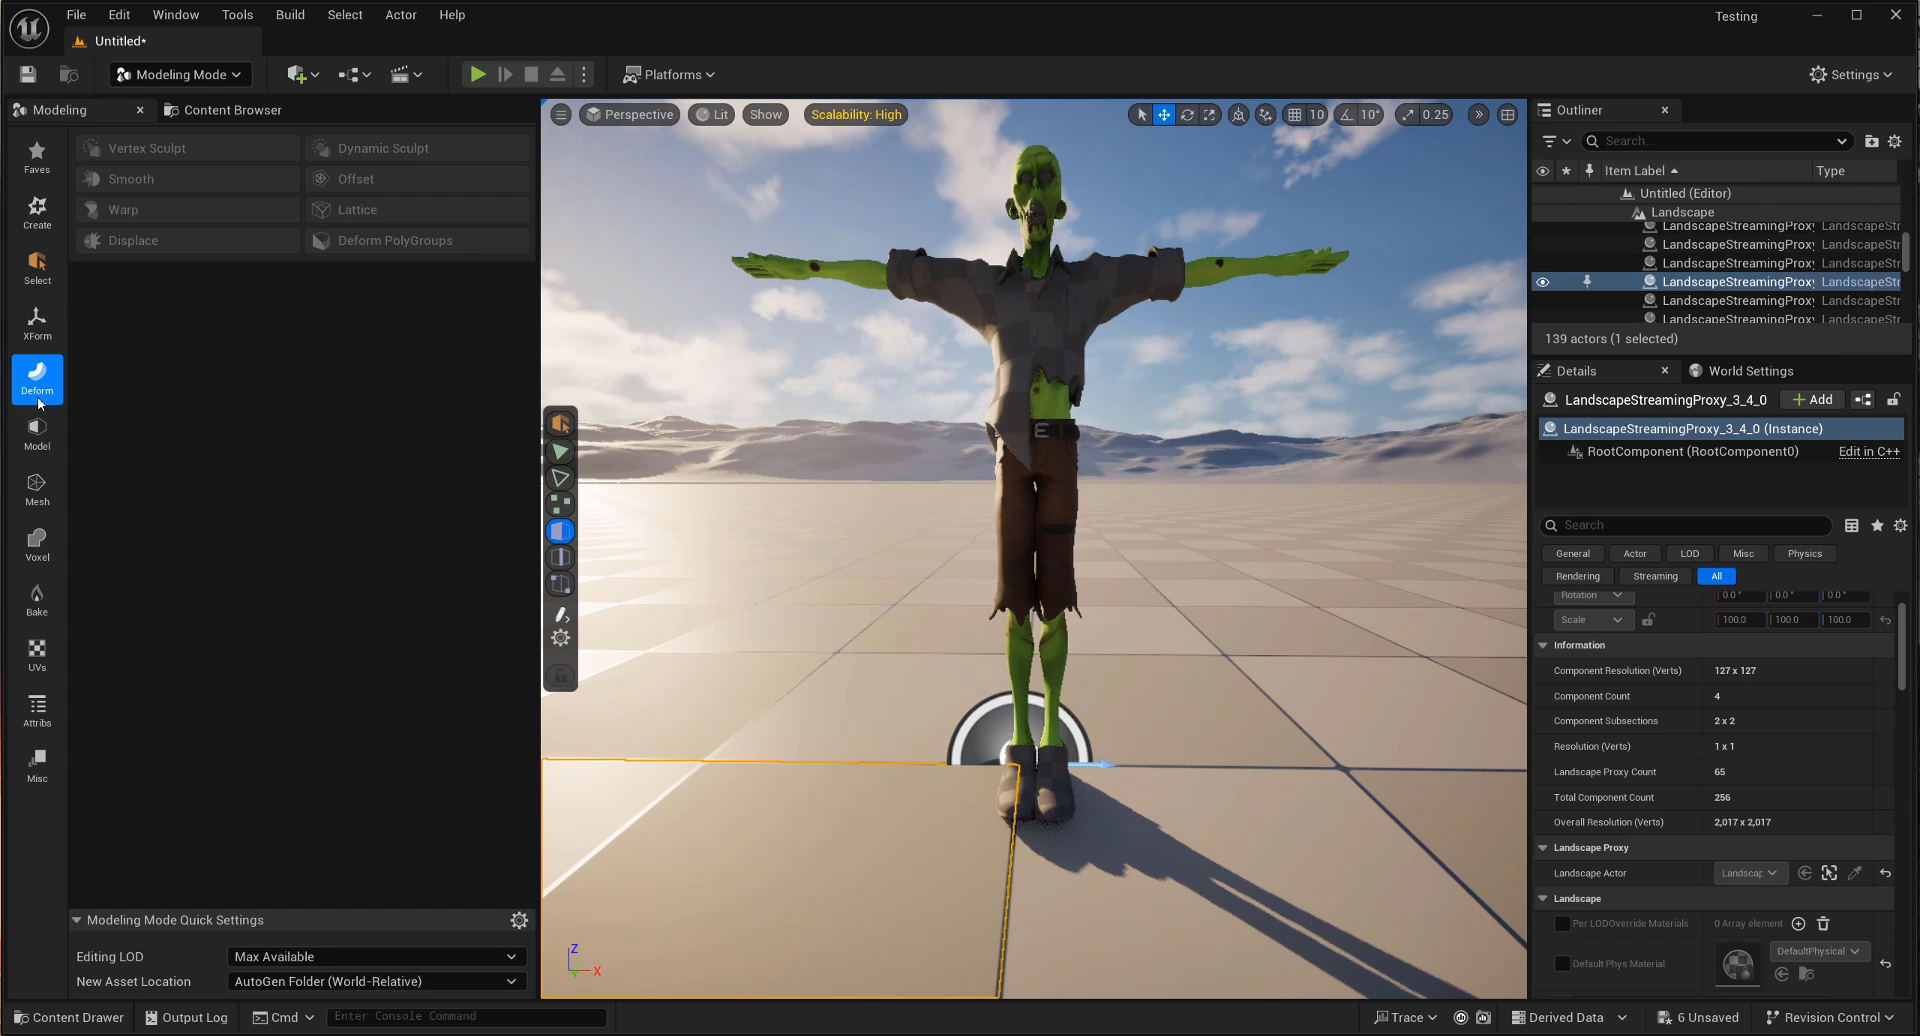 File Edit Window Tools Build Select Actor Help
Testing
Untitled*
Modeling Mode
Platforms
Settings
Modeling
Content Browser
Perspective
Lit
Show
Scalability: High
10
10°
0.25
Outliner
Faves
Create
Select
XForm
Deform
Model
Mesh
Voxel
Bake
UVs
Attribs
Misc
Vertex Sculpt
Dynamic Sculpt
Smooth
Offset
Warp
Lattice
Displace
Deform PolyGroups
Search...
Item Label
Type
Untitled (Editor)
Landscape
LandscapeStreamingProxy LandscapeStr
LandscapeStreamingProxy LandscapeStr
LandscapeStreamingProxy LandscapeStr
LandscapeStreamingProxy LandscapeStr
LandscapeStreamingProxy LandscapeStr
LandscapeStreamingProxy LandscapeStr
139 actors (1 selected)
Details
World Settings
LandscapeStreamingProxy_3_4_0
+ Add
LandscapeStreamingProxy_3_4_0 (Instance)
RootComponent (RootComponent0)
Edit in C++
Search
General Actor LOD Misc Physics
Rendering Streaming All
Rotation 0.0° 0.0° 0.0°
Scale 100.0 100.0 100.0
Information
Component Resolution (Verts) 127 x 127
Component Count 4
Component Subsections 2 x 2
Resolution (Verts) 1 x 1
Landscape Proxy Count 65
Total Component Count 256
Overall Resolution (Verts) 2,017 x 2,017
Landscape Proxy
Landscape Actor Landscap
Landscape
Per LODOverride Materials 0 Array element
DefaultPhysical
Default Phys Material
E
Z
Y
X
Modeling Mode Quick Settings
Editing LOD Max Available
New Asset Location AutoGen Folder (World-Relative)
Content Drawer
Output Log
Cmd
Enter Console Command
Trace
Derived Data
6 Unsaved
Revision Control